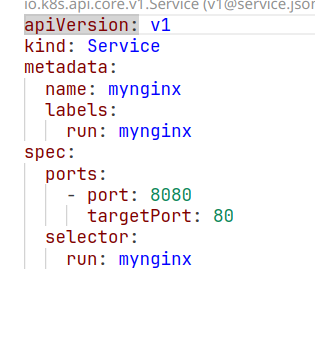 io.k8s.api.core.v1.Service (v1@service.json
apiVersion: v1
kind: Service
metadata:
  name: mynginx
  labels:
    run: mynginx
spec:
  ports:
    - port: 8080
      targetPort: 80
  selector:
    run: mynginx